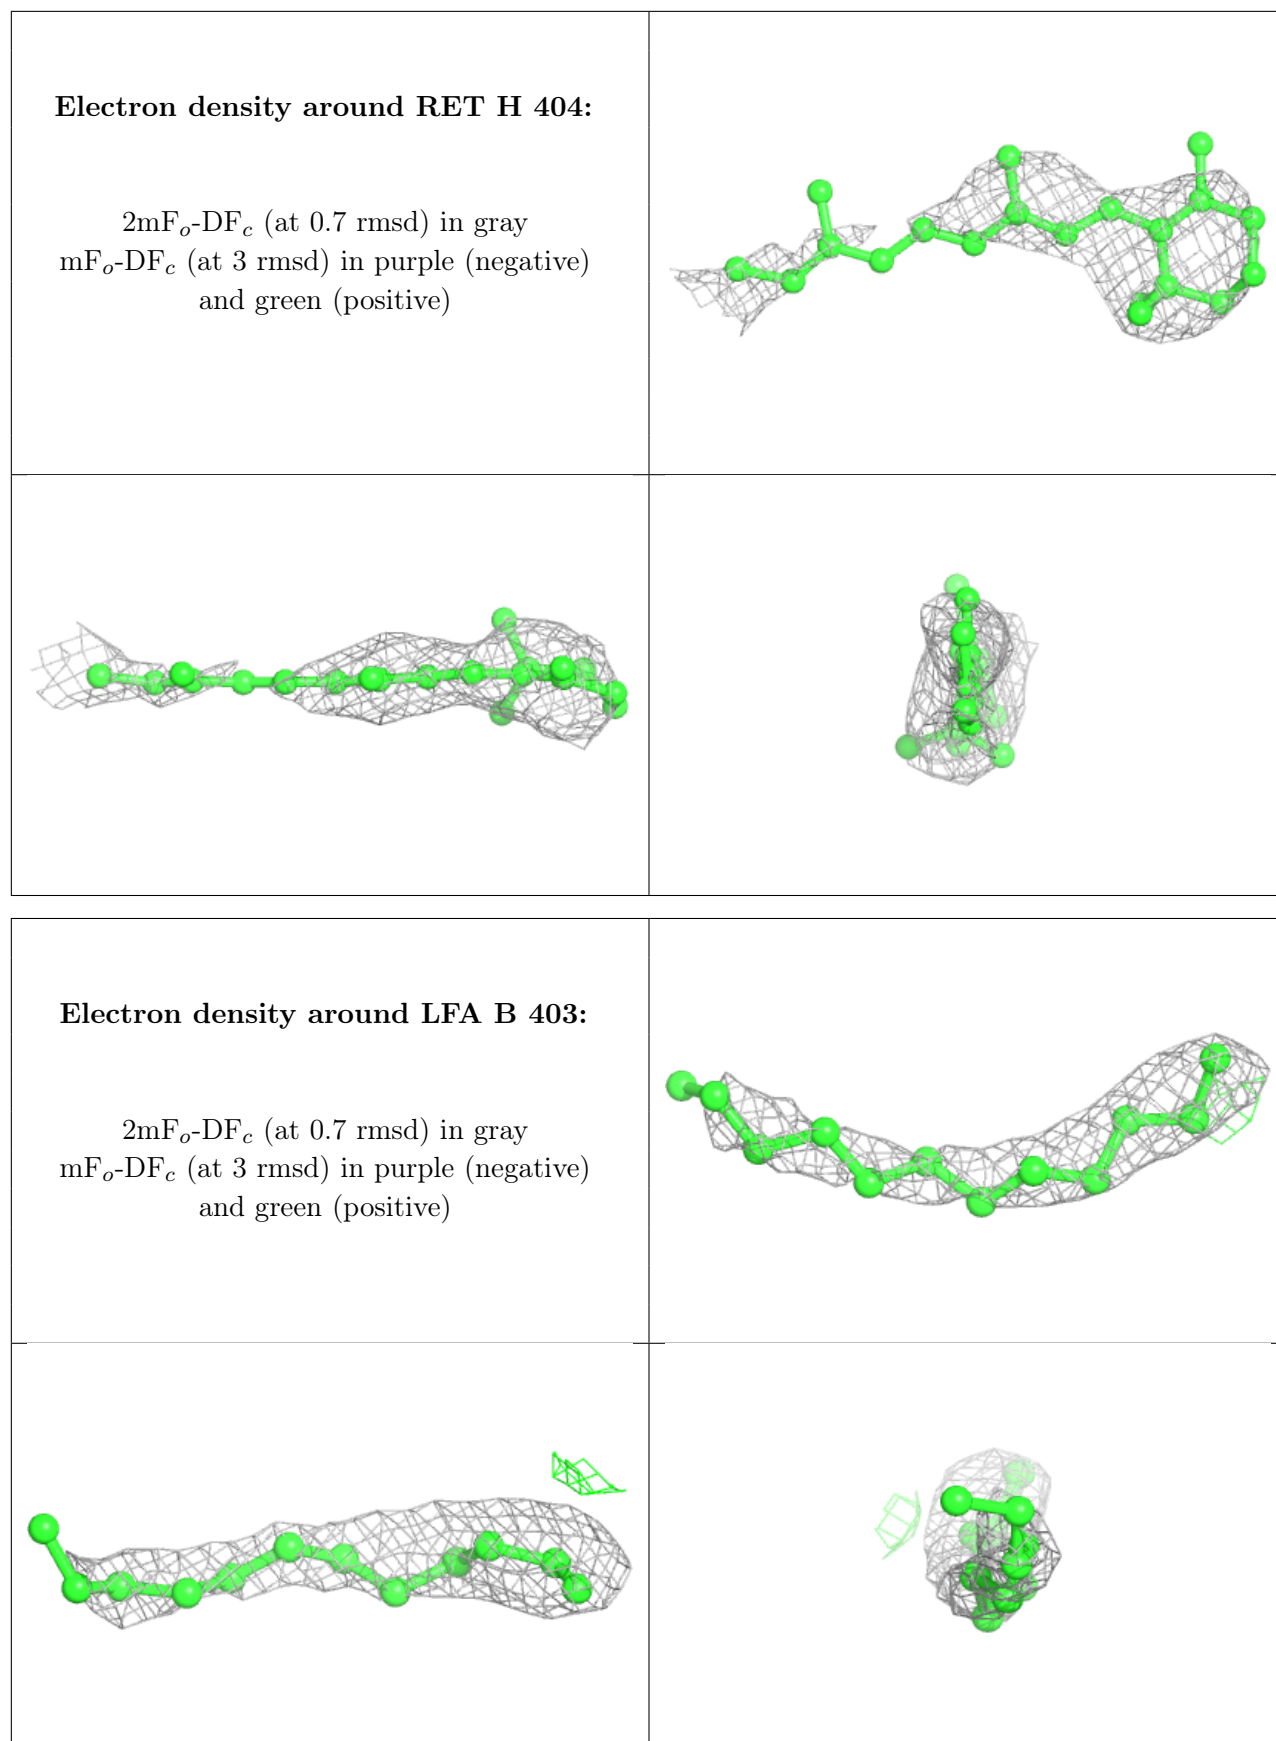 Electron density around RET H 404:
2mFo-DFc (at 0.7 rmsd) in gray
mFo-DFc (at 3 rmsd) in purple (negative)
and green (positive)
Electron density around LFA B 403:
2mFo-DFc (at 0.7 rmsd) in gray
mFo-DFc (at 3 rmsd) in purple (negative)
and green (positive)